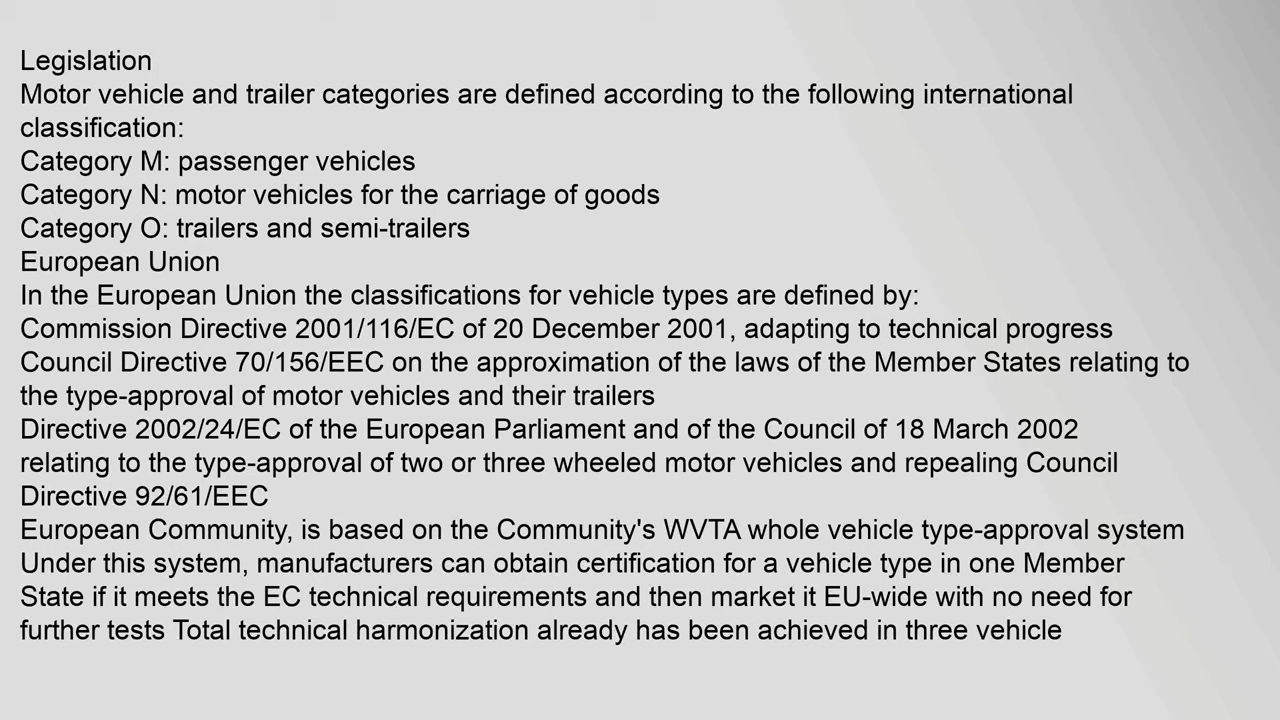 Legislation
Motor vehicle and trailer categories are defined according to the following international
classification:
Category M: passenger vehicles
Category N: motor vehicles for the carriage of goods
Category O: trailers and semi-trailers
European Union
In the European Union the classifications for vehicle types are defined by:
Commission Directive 2001/116/EC of 20 December 2001, adapting to technical progress
Council Directive 70/156/EEC on the approximation of the laws of the Member States relating to
the type-approval of motor vehicles and their trailers
Directive 2002/24/EC of the European Parliament and of the Council of 18 March 2002
relating to the type-approval of two or three wheeled motor vehicles and repealing Council
Directive 92/61/EEC
European Community, is based on the Community's WVTA whole vehicle type-approval system
Under this system, manufacturers can obtain certification for a vehicle type in one Member
State if it meets the EC technical requirements and then market it EU-wide with no need for
further tests Total technical harmonization already has been achieved in three vehicle